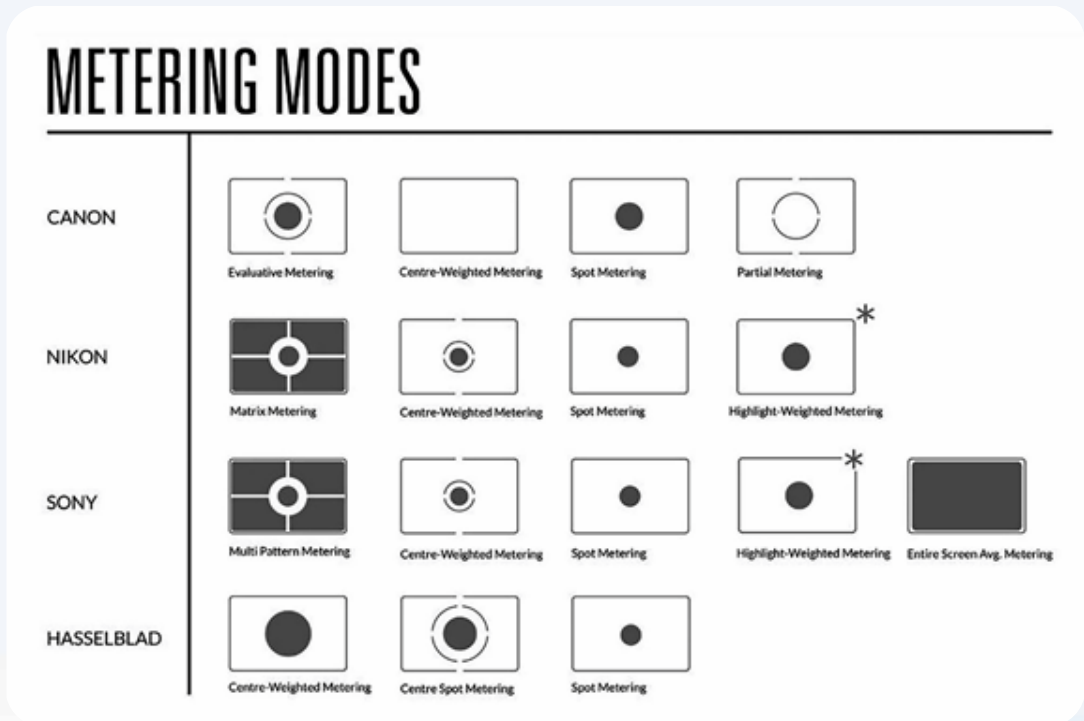 METERING MODES
CANON
Evaluative Metering
Centre-Weighted Metering
Spot Metering
Partial Metering
NIKON
Matrix Metering
Centre-Weighted Metering
Spot Metering
Highlight-Weighted Metering
*
SONY
Multi Pattern Metering
Centre-Weighted Metering
Spot Metering
Highlight-Weighted Metering
*
Entire Screen Avg. Metering
HASSELBLAD
Centre-Weighted Metering
Centre Spot Metering
Spot Metering